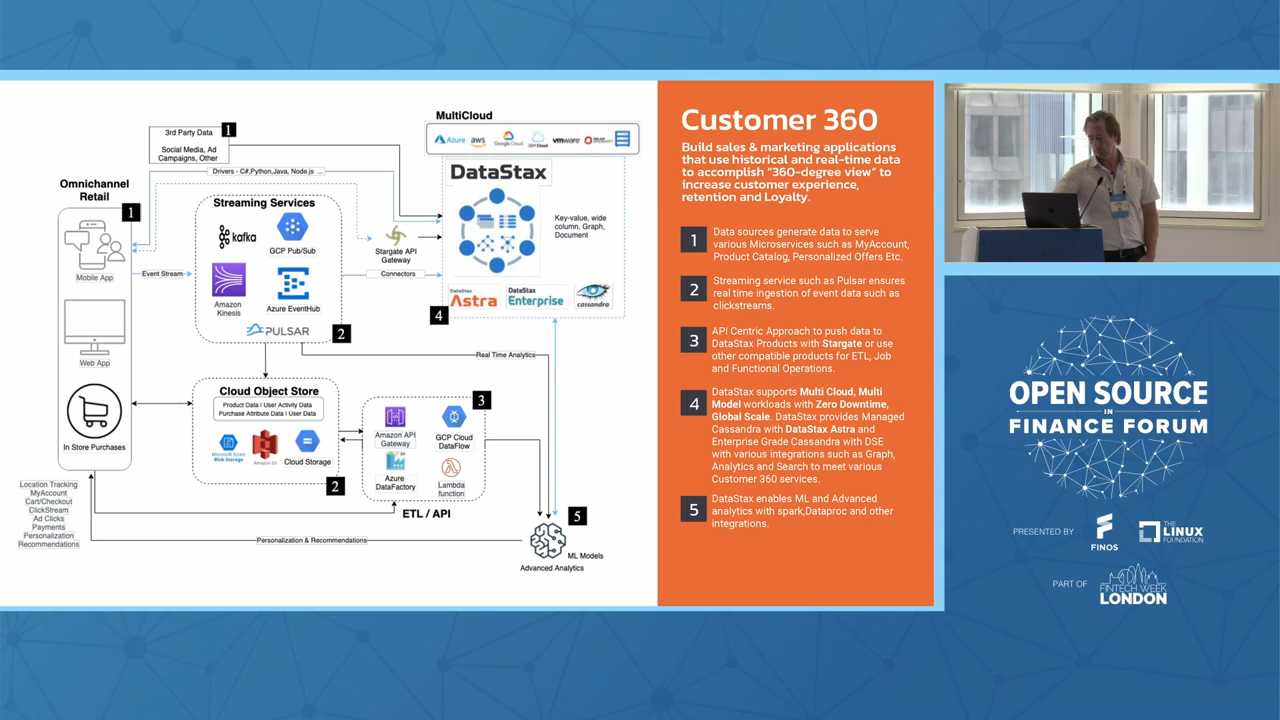 MultiCloud
Azure
aws
Google Cloud
IBM Cloud
vmware
3rd Party Data
Social Media, Ad
Campaigns, Other
1
Drivers - C#,Python,Java, Node.js ...
Omnichannel
Retail
1
Mobile App
Web App
In Store Purchases
Event Stream
Streaming Services
kafka
GCP Pub/Sub
Amazon
Kinesis
Azure EventHub
PULSAR
2
Stargate API
Gateway
Connectors
DataStax
Key-value, wide
column, Graph,
Document
DataStax
Astra
DataStax
Enterprise
cassandra
4
Real Time Analytics
Cloud Object Store
Product Data I User Activity Data
Purchase Attribute Data I User Data
Microsoft Azure
Blob Storage
Amazon S3
Cloud Storage
2
3
Amazon API
Gateway
GCP Cloud
DataFlow
Azure
DataFactory
Lambda
function
ETL / API
Location Tracking
MyAccount
Cart/Checkout
ClickStream
Ad Clicks
Payments
Personalization
Recommendations
Personalization & Recommendations
5
ML Models
Advanced Analytics
Customer 360
Build sales & marketing applications
that use historical and real-time data
to accomplish “360-degree view” to
increase customer experience,
retention and Loyalty.
1
Data sources generate data to serve
various Microservices such as MyAccount,
Product Catalog, Personalized Offers Etc.
2
Streaming service such as Pulsar ensures
real time ingestion of event data such as
clickstreams.
3
API Centric Approach to push data to
DataStax Products with Stargate or use
other compatible products for ETL, Job
and Functional Operations.
4
DataStax supports Multi Cloud, Multi
Model workloads with Zero Downtime,
Global Scale. DataStax provides Managed
Cassandra with DataStax Astra and
Enterprise Grade Cassandra with DSE
with various integrations such as Graph,
Analytics and Search to meet various
Customer 360 services.
5
DataStax enables ML and Advanced
analytics with spark,Dataproc and other
integrations.
OPEN SOURCE
IN
FINANCE FORUM
PRESENTED BY
FINOS
THE
LINUX
FOUNDATION
PART OF
FINTECH WEEK
LONDON